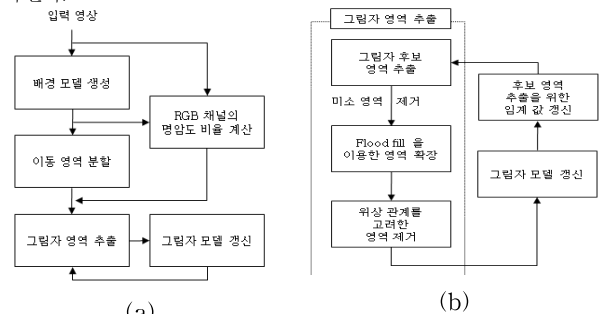 입력 영상
배경 모델 생성
RGB 채널의
명암도 비율 계산
이동 영역 분할
그림자 영역 추출
그림자 모델 갱신
(a)
그림자 영역 추출
그림자 후보
영역 추출
미소 영역 제거
Flood fill 을
이용한 영역 확장
위상 관계를
고려한
영역 제거
후보 영역
추출을 위한
임계 값 갱신
그림자 모델 갱신
(b)